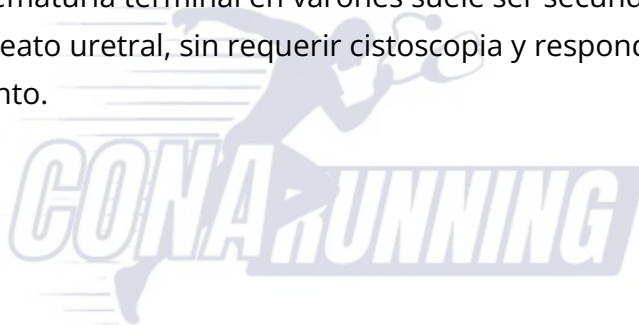 ematuria terminal en varones suele ser secund
eato uretral, sin requerir cistoscopia y respond
nto.
CONARUNNING